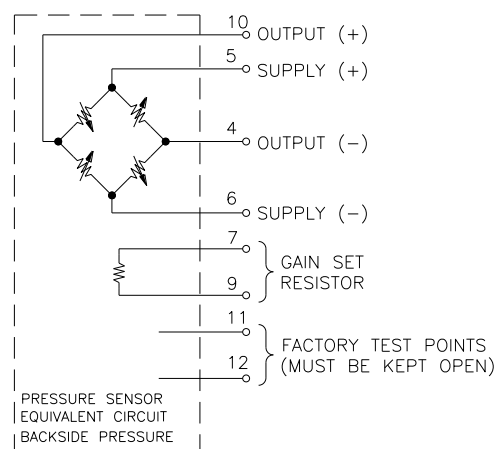 10
OUTPUT (+)
5
SUPPLY (+)
4
OUTPUT (-)
6
SUPPLY (-)
7
GAIN SET
RESISTOR
9
11
FACTORY TEST POINTS
(MUST BE KEPT OPEN)
12
PRESSURE SENSOR
EQUIVALENT CIRCUIT
BACKSIDE PRESSURE